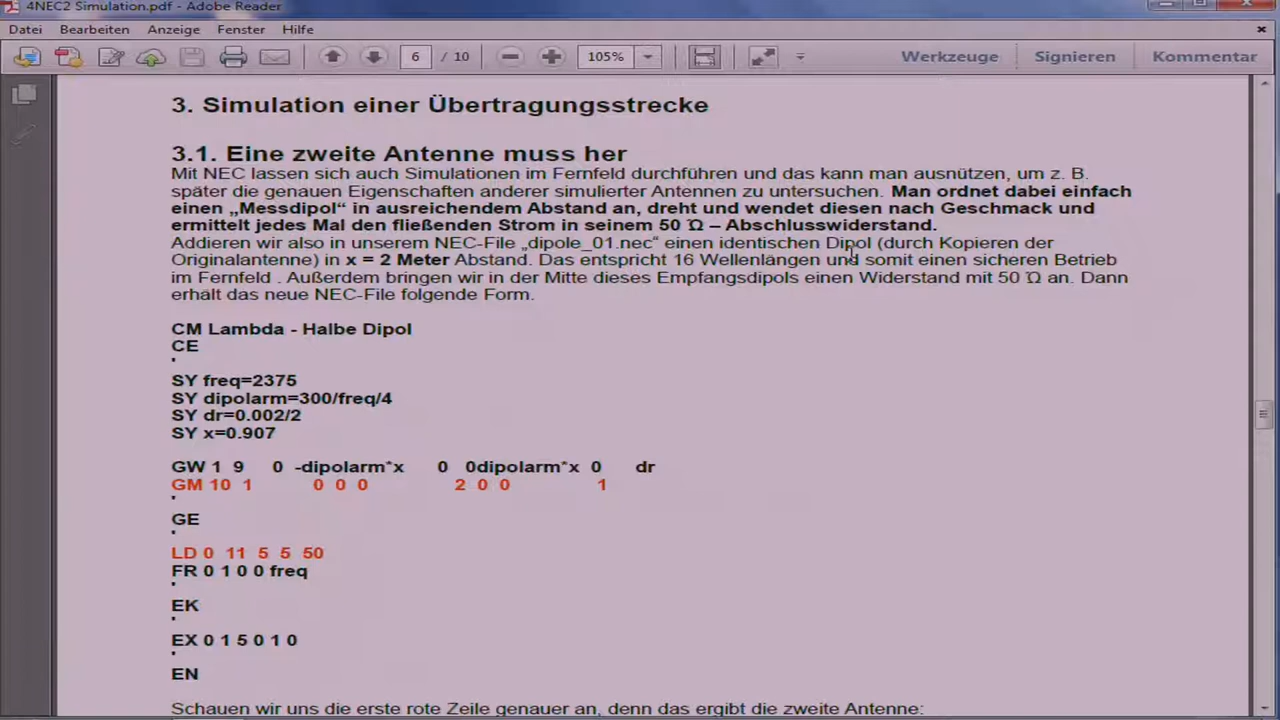 4NEC2 Simulation.pdf - Adobe Reader
Datei Bearbeiten Anzeige Fenster Hilfe
6 / 10 105% Werkzeuge Signieren Kommentar
3. Simulation einer Übertragungsstrecke
3.1. Eine zweite Antenne muss her
Mit NEC lassen sich auch Simulationen im Fernfeld durchführen und das kann man ausnützen, um z. B.
später die genauen Eigenschaften anderer simulierter Antennen zu untersuchen. Man ordnet dabei einfach
einen „Messdipol“ in ausreichendem Abstand an, dreht und wendet diesen nach Geschmack und
ermittelt jedes Mal den fließenden Strom in seinem 50 Ω – Abschlusswiderstand.
Addieren wir also in unserem NEC-File „dipole_01.nec“ einen identischen Dipol (durch Kopieren der
Originalantenne) in x = 2 Meter Abstand. Das entspricht 16 Wellenlängen und somit einen sicheren Betrieb
im Fernfeld . Außerdem bringen wir in der Mitte dieses Empfangsdipols einen Widerstand mit 50 Ω an. Dann
erhält das neue NEC-File folgende Form.
CM Lambda - Halbe Dipol
CE
'
SY freq=2375
SY dipolarm=300/freq/4
SY dr=0.002/2
SY x=0.907
GW 1 9 0 -dipolarm*x 0 0dipolarm*x 0 dr
GM 10 1 0 0 0 2 0 0 1
'
GE
'
LD 0 11 5 5 50
FR 0 1 0 0 freq
'
EK
'
EX 0 1 5 0 1 0
'
EN
Schauen wir uns die erste rote Zeile genauer an, denn das ergibt die zweite Antenne: